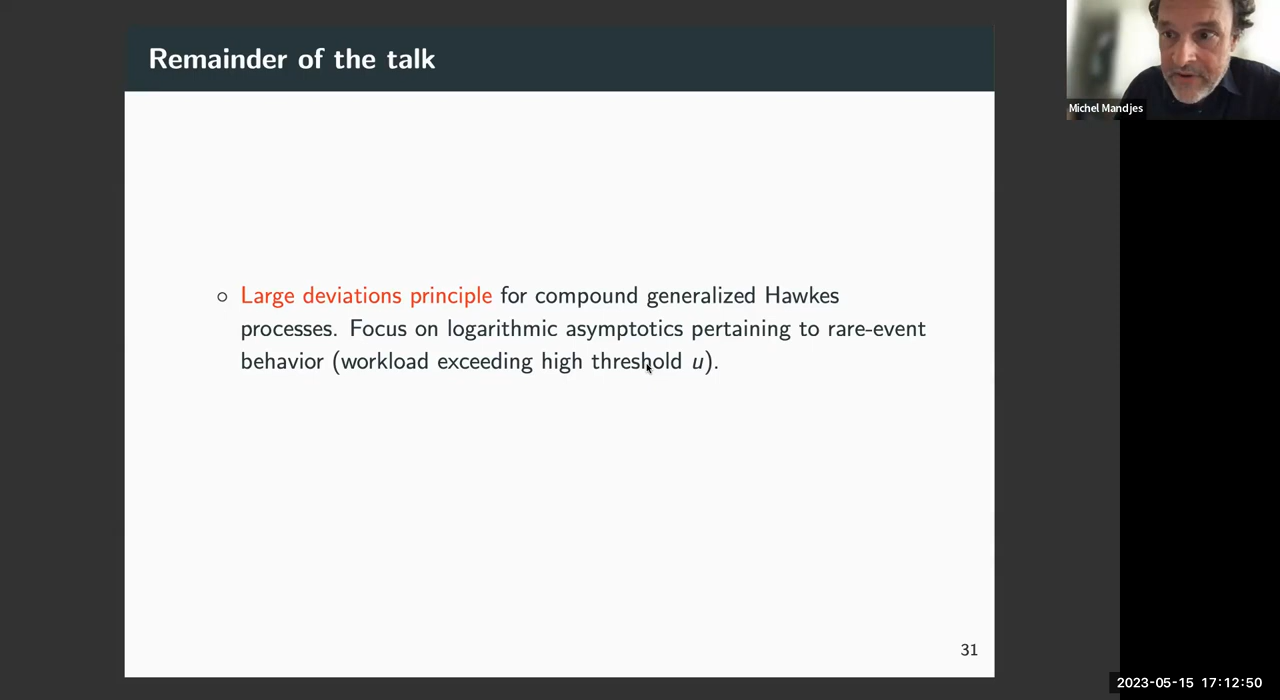 Remainder of the talk
Michel Mandjes
○ Large deviations principle for compound generalized Hawkes
processes. Focus on logarithmic asymptotics pertaining to rare-event
behavior (workload exceeding high threshold u).
31
2023-05-15 17:12:50